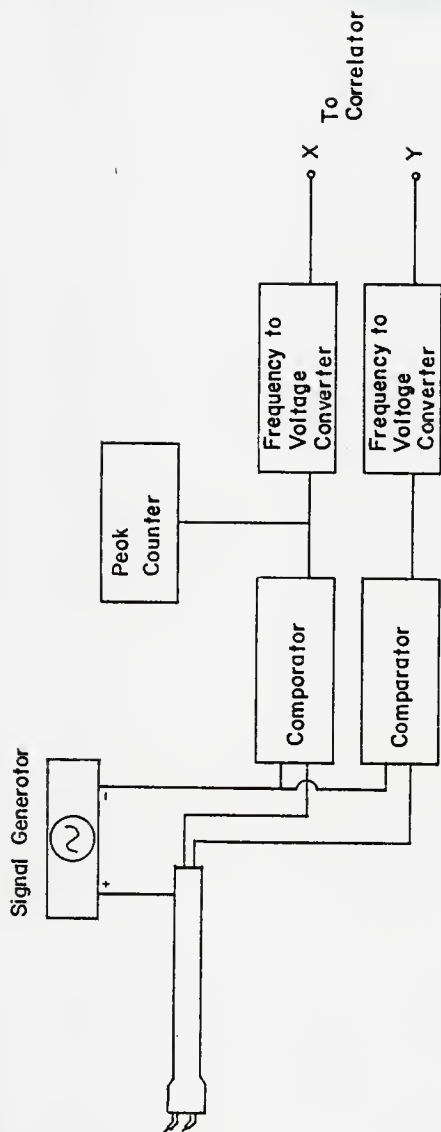 Signal Generator
+
-
Peak
Counter
Comparator
Comparator
Frequency to
Voltage
Converter
Frequency to
Voltage
Converter
X
To
Correlator
Y